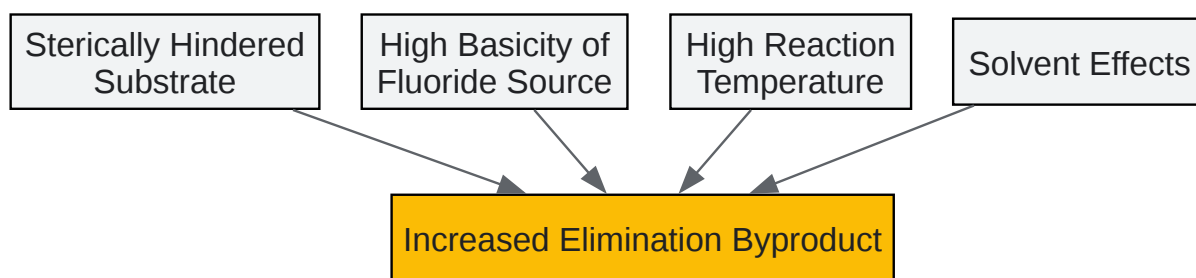 Sterically Hindered
Substrate
High Basicity of
Fluoride Source
High Reaction
Temperature
Solvent Effects
Increased Elimination Byproduct